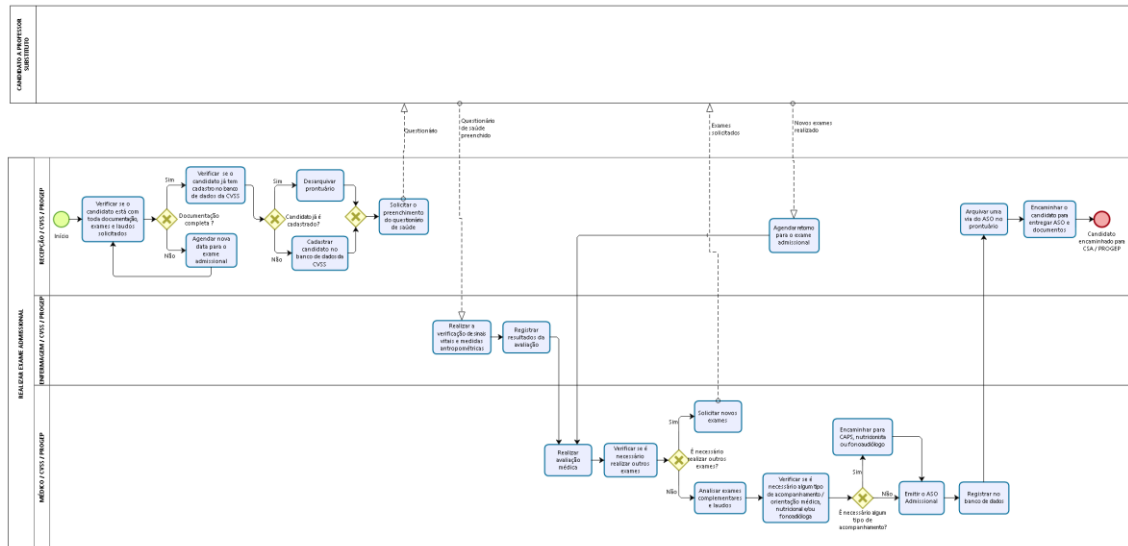 CANDIDATO A PROFESSOR
SUBSTITUTO
Questionário
Questionário
de saúde
preenchido
Exames
solicitados
Novos exames
realizado
REALIZAR EXAME ADMISSIONAL
RECEPÇÃO / CVSS / PROGEP
Início
Verificar se o
candidato está com
toda documentação,
exames e laudos
solicitados
Sim
Documentação
completa ?
Não
Verificar se o
candidato já tem
cadastro no banco
de dados da CVSS
Agendar nova
data para o
exame
admissional
Sim
Candidato já é
cadastrado?
Não
Desarquivar
prontuário
Cadastrar
candidato no
banco de dados da
CVSS
Solicitar o
preenchimento
do questionário
de saúde
Agendar retorno
para o exame
admissional
Arquivar uma
via do ASO no
prontuário
Encaminhar o
candidato para
entregar ASO e
documentos
Candidato
encaminhado para
CSA / PROGEP
ENFERMAGEM / CVSS / PROGEP
Realizar a
verificação de sinais
vitais e medidas
antropométricas
Registrar
resultados da
avaliação
MÉDICO / CVSS / PROGEP
Realizar
avaliação
médica
Verificar se é
necessário
realizar outros
exames
Sim
É necessário
realizar outros
exames?
Não
Solicitar novos
exames
Analisar exames
complementares
e laudos
Verificar se é
necessário algum tipo
de acompanhamento /
orientação médico,
nutricional e/ou
fonoaudióloga
Encaminhar para
CAPS, nutricionista
ou fonoaudiólogo
Sim
Não
É necessário algum
tipo de
acompanhamento?
Emitir o ASO
Admissional
Registrar no
banco de dados